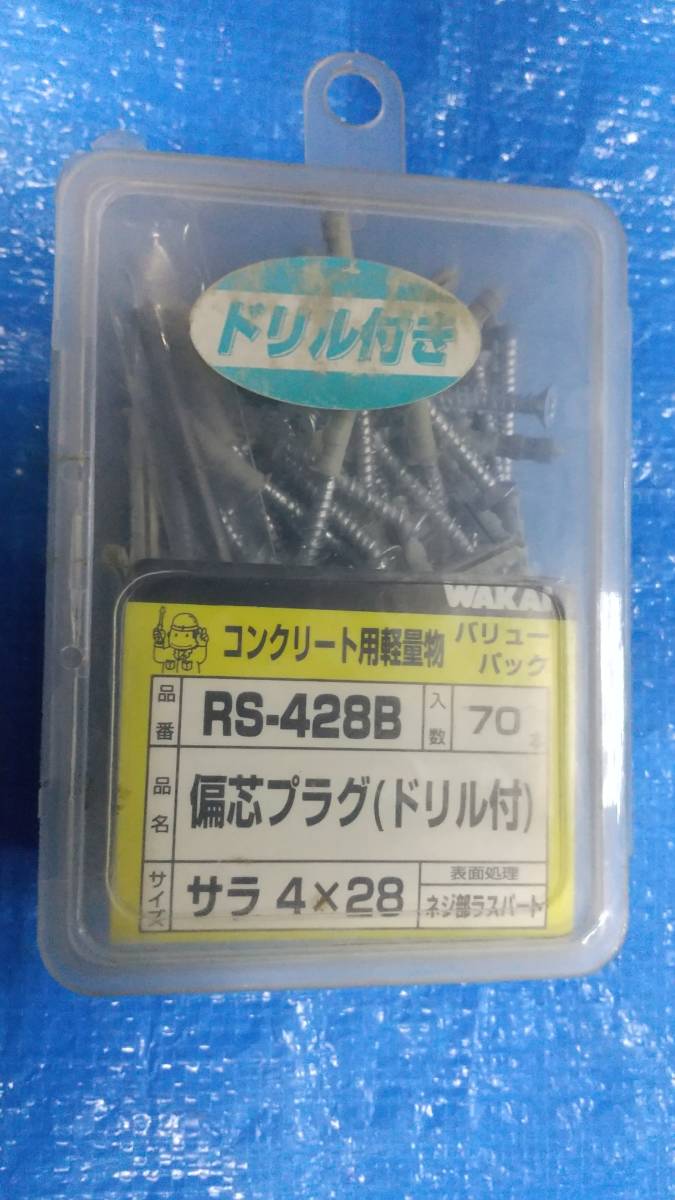 ドリル付き
WAKAI
コンクリート用軽量物
バリュー
パック
品番
RS-428B
入数
70本
品名
偏芯プラグ(ドリル付)
サイズ
サラ 4×28
表面処理
ネジ部ラスパート